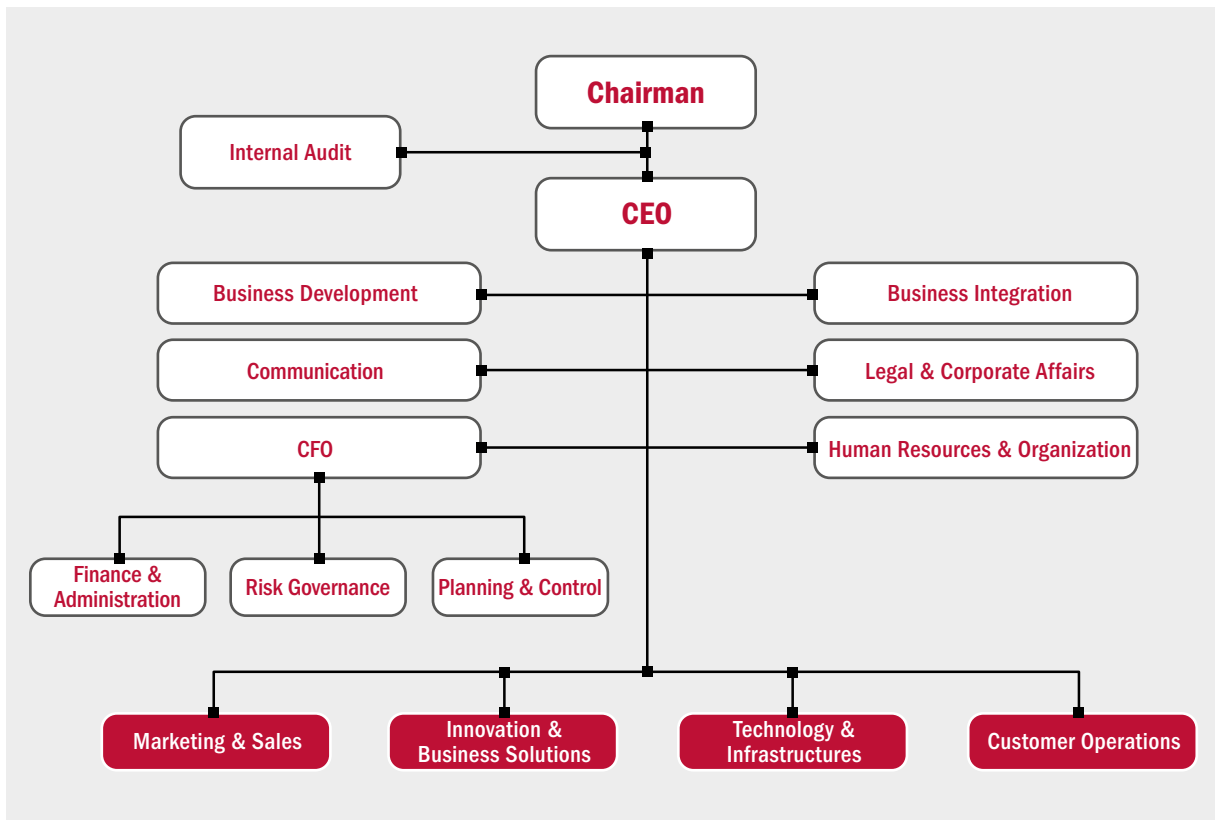 Chairman
Internal Audit
CEO
Business Development
Business Integration
Communication
Legal & Corporate Affairs
CFO
Human Resources & Organization
Finance &
Administration
Risk Governance
Planning & Control
Marketing & Sales
Innovation &
Business Solutions
Technology &
Infrastructures
Customer Operations